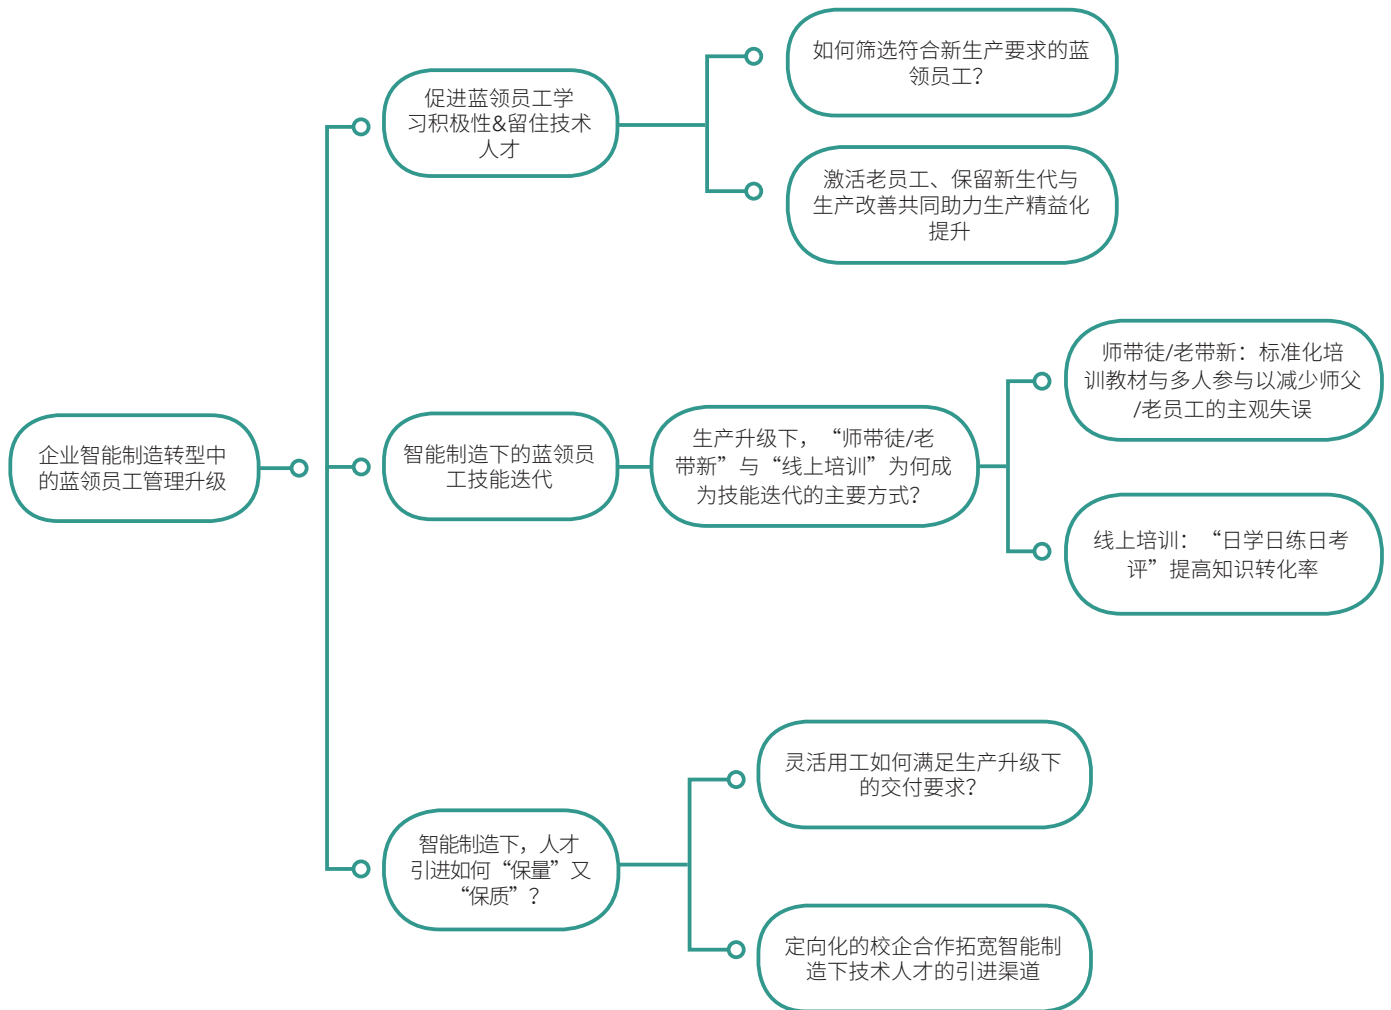 企业智能制造转型中
的蓝领员工管理升级
促进蓝领员工学
习积极性&留住技术
人才
如何筛选符合新生产要求的蓝
领员工？
激活老员工、保留新生代与
生产改善共同助力生产精益化
提升
智能制造下的蓝领员
工技能迭代
生产升级下，“师带徒/老
带新”与“线上培训”为何成
为技能迭代的主要方式？
师带徒/老带新：标准化培
训教材与多人参与以减少师父
/老员工的主观失误
线上培训：“日学日练日考
评”提高知识转化率
智能制造下，人才
引进如何“保量”又
“保质”？
灵活用工如何满足生产升级下
的交付要求？
定向化的校企合作拓宽智能制
造下技术人才的引进渠道